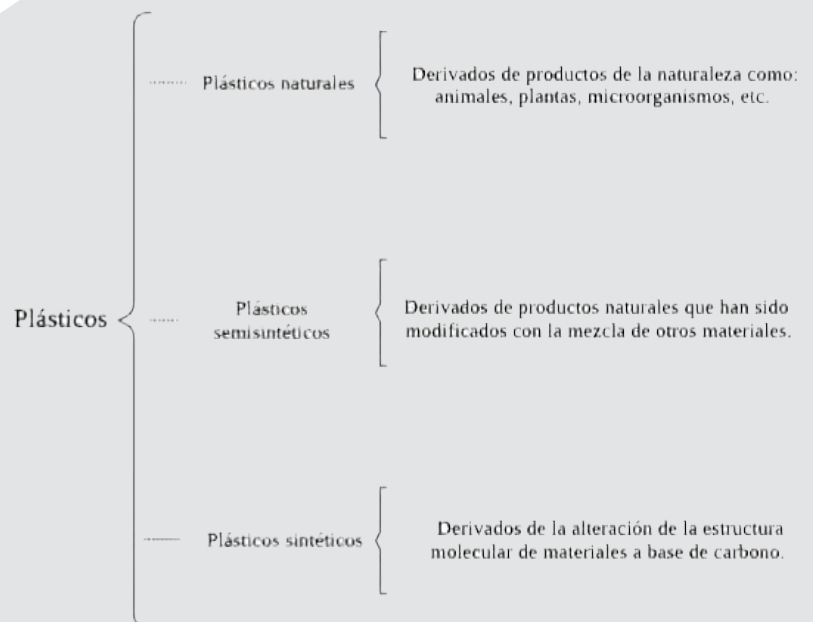 Plásticos
Plásticos naturales
Derivados de productos de la naturaleza como:
animales, plantas, microorganismos, etc.
Plásticos
semisintéticos
Derivados de productos naturales que han sido
modificados con la mezcla de otros materiales.
Plásticos sintéticos
Derivados de la alteración de la estructura
molecular de materiales a base de carbono.